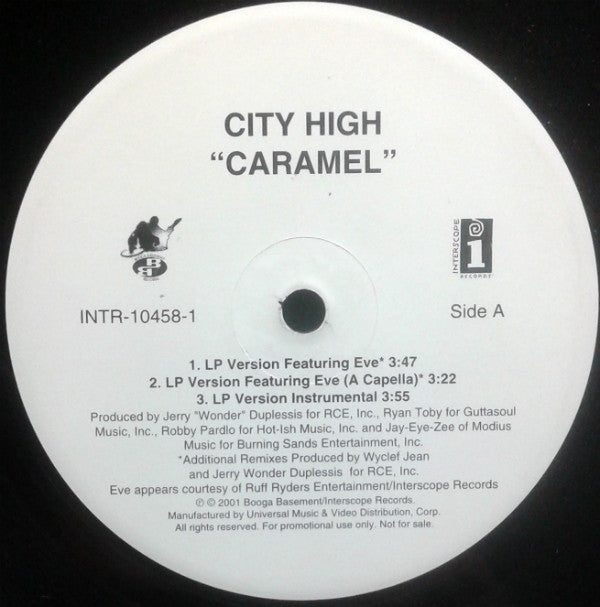 CITY HIGH
“CARAMEL”
INTERSCOPE
RECORDS
INTR-10458-1
Side A
1. LP Version Featuring Eve* 3:47
2. LP Version Featuring Eve (A Capella)* 3:22
3. LP Version Instrumental 3:55
Produced by Jerry "Wonder" Duplessis for RCE, Inc., Ryan Toby for Guttasoul
Music, Inc., Robby Pardlo for Hot-Ish Music, Inc. and Jay-Eye-Zee of Modius
Music for Burning Sands Entertainment, Inc.
*Additional Remixes Produced by Wyclef Jean
and Jerry Wonder Duplessis for RCE, Inc.
Eve appears courtesy of Ruff Ryders Entertainment/Interscope Records
℗ © 2001 Booga Basement/Interscope Records.
Manufactured by Universal Music & Video Distribution, Corp.
All rights reserved. For promotional use only. Not for sale.